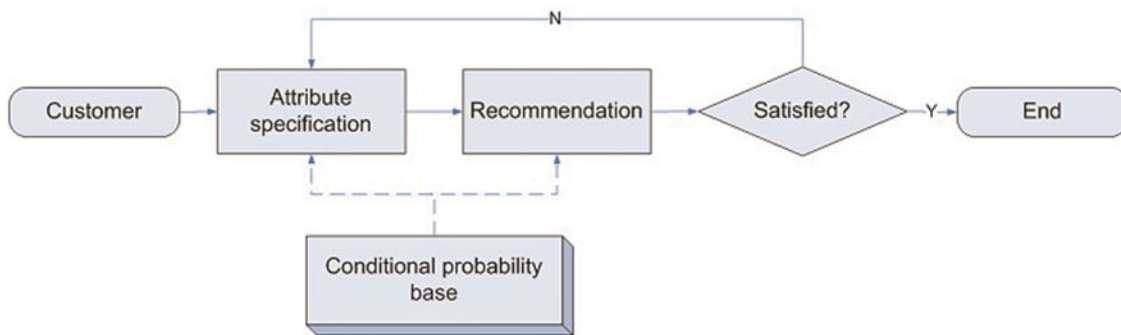 N
Customer
Attribute
specification
Recommendation
Satisfied?
Y
End
Conditional probability
base